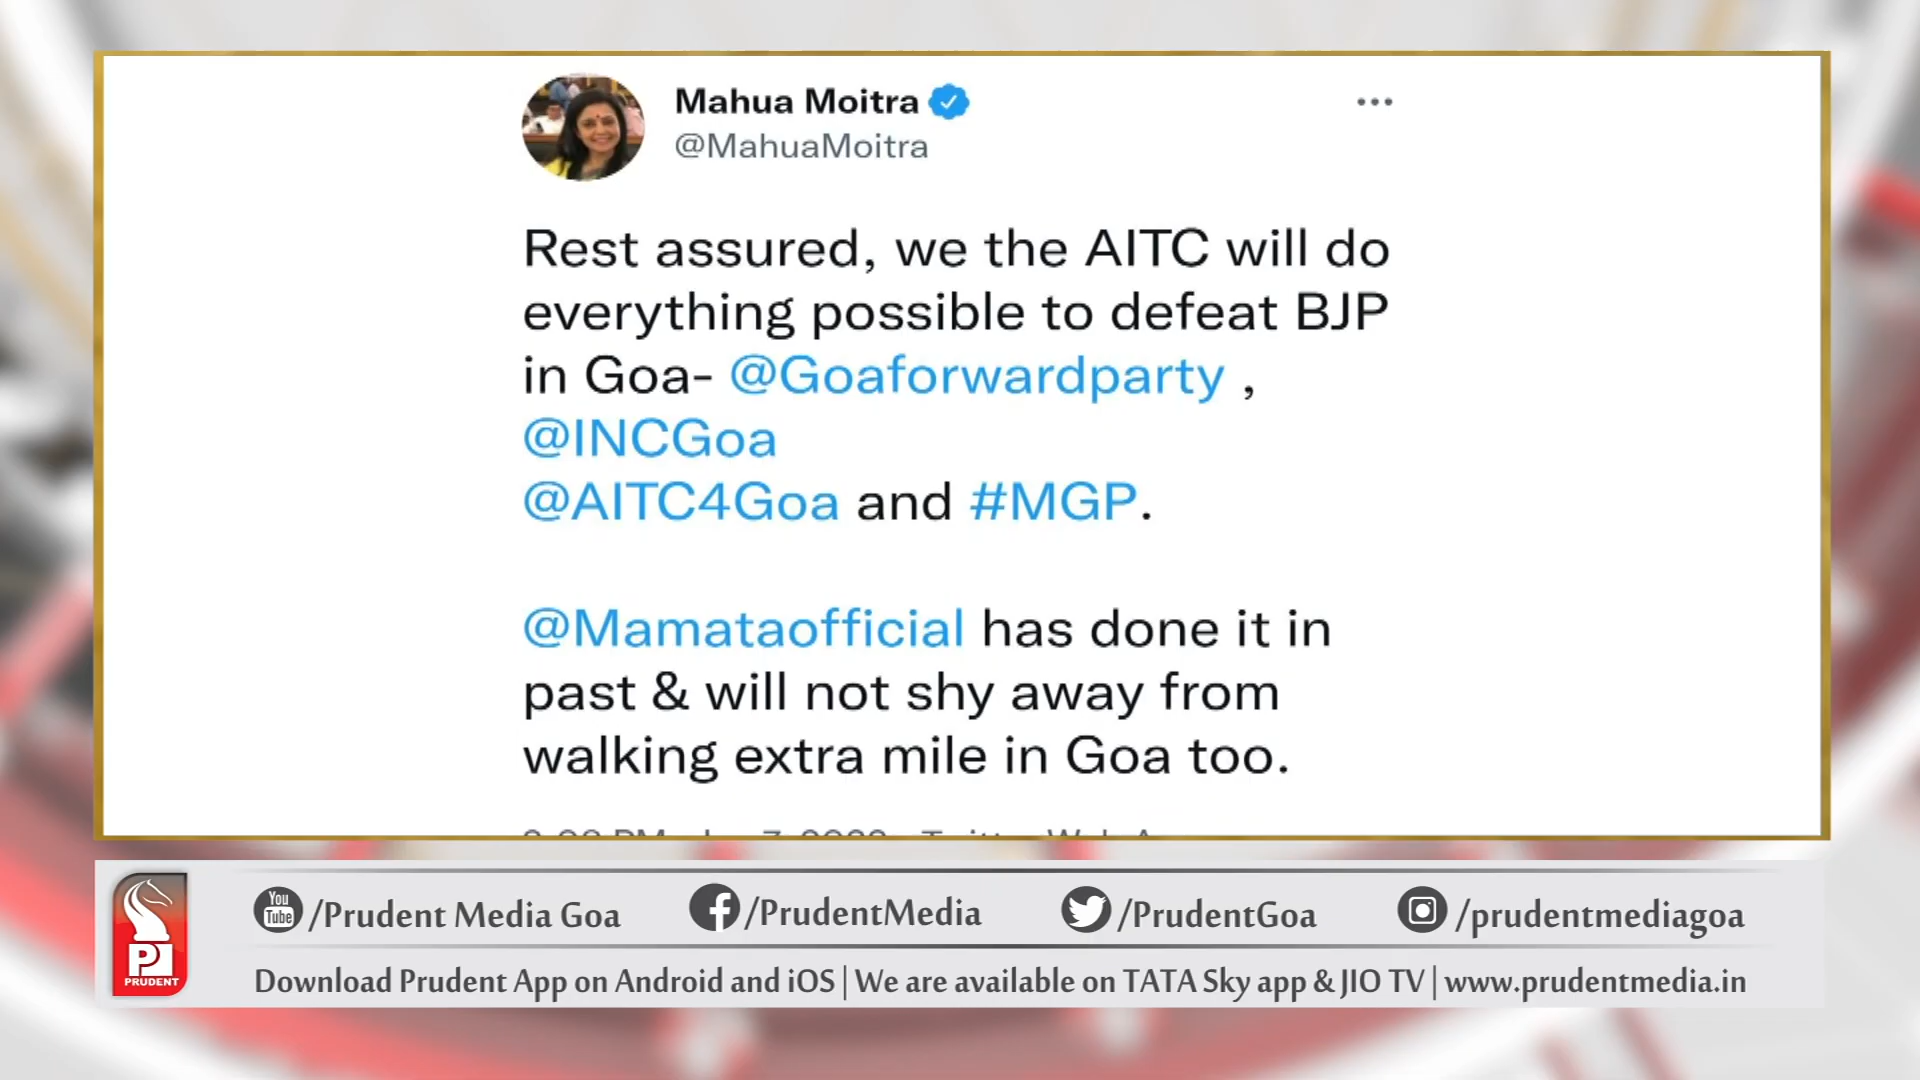 Mahua Moitra
@MahuaMoitra
Rest assured, we the AITC will do
everything possible to defeat BJP
in Goa- @Goaforwardparty ,
@INCGoa
@AITC4Goa and #MGP.
@Mamataofficial has done it in
past & will not shy away from
walking extra mile in Goa too.
You Tube /Prudent Media Goa /PrudentMedia /PrudentGoa /prudentmediagoa
PRUDENT
Download Prudent App on Android and iOS | We are available on TATA Sky app & JIO TV | www.prudentmedia.in